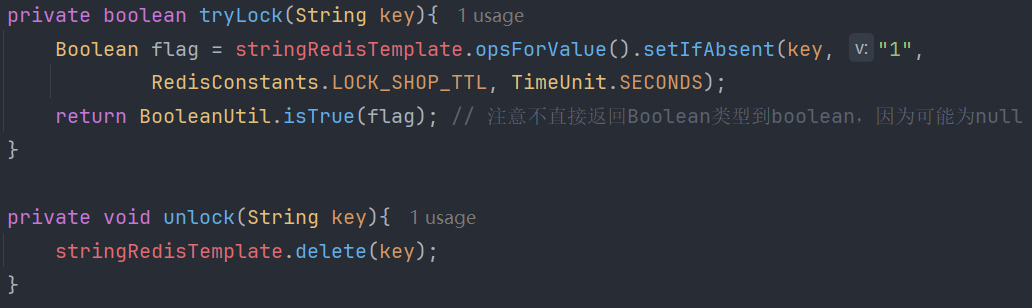 private boolean tryLock(String key){ 1 usage
    Boolean flag = stringRedisTemplate.opsForValue().setIfAbsent(key, v: "1",
            RedisConstants.LOCK_SHOP_TTL, TimeUnit.SECONDS);
    return BooleanUtil.isTrue(flag); // 注意不直接返回Boolean类型到boolean，因为可能为null
}
private void unlock(String key){ 1 usage
    stringRedisTemplate.delete(key);
}